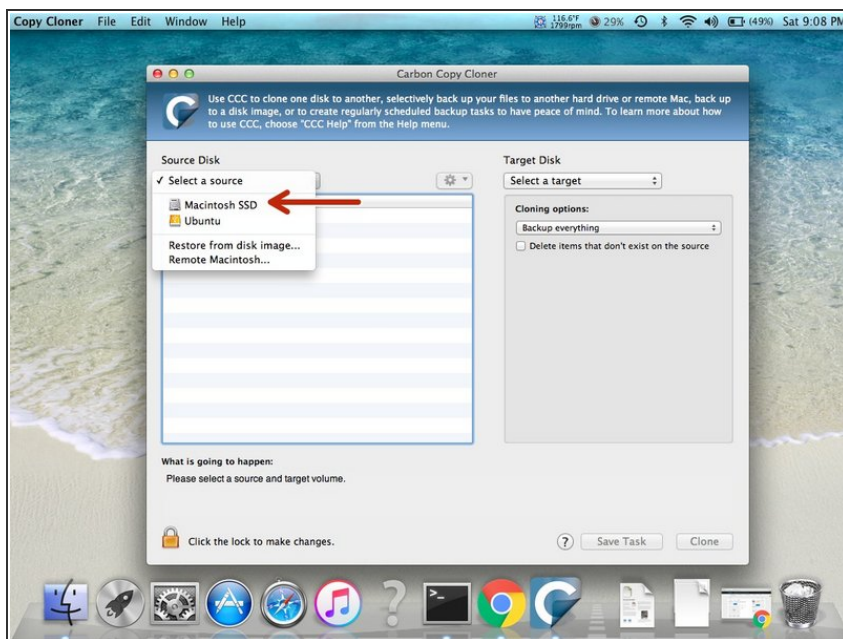 Copy Cloner File Edit Window Help 116.6°F 1799rpm 29% (49%) Sat 9:08 PM
Carbon Copy Cloner
Use CCC to clone one disk to another, selectively back up your files to another hard drive or remote Mac, back up
to a disk image, or to create regularly scheduled backup tasks to have peace of mind. To learn more about how
to use CCC, choose "CCC Help" from the Help menu.
Source Disk
✓ Select a source
Macintosh SSD
Ubuntu
Restore from disk image...
Remote Macintosh...
Target Disk
Select a target
Cloning options:
Backup everything
Delete items that don't exist on the source
What is going to happen:
Please select a source and target volume.
Click the lock to make changes.
? Save Task Clone